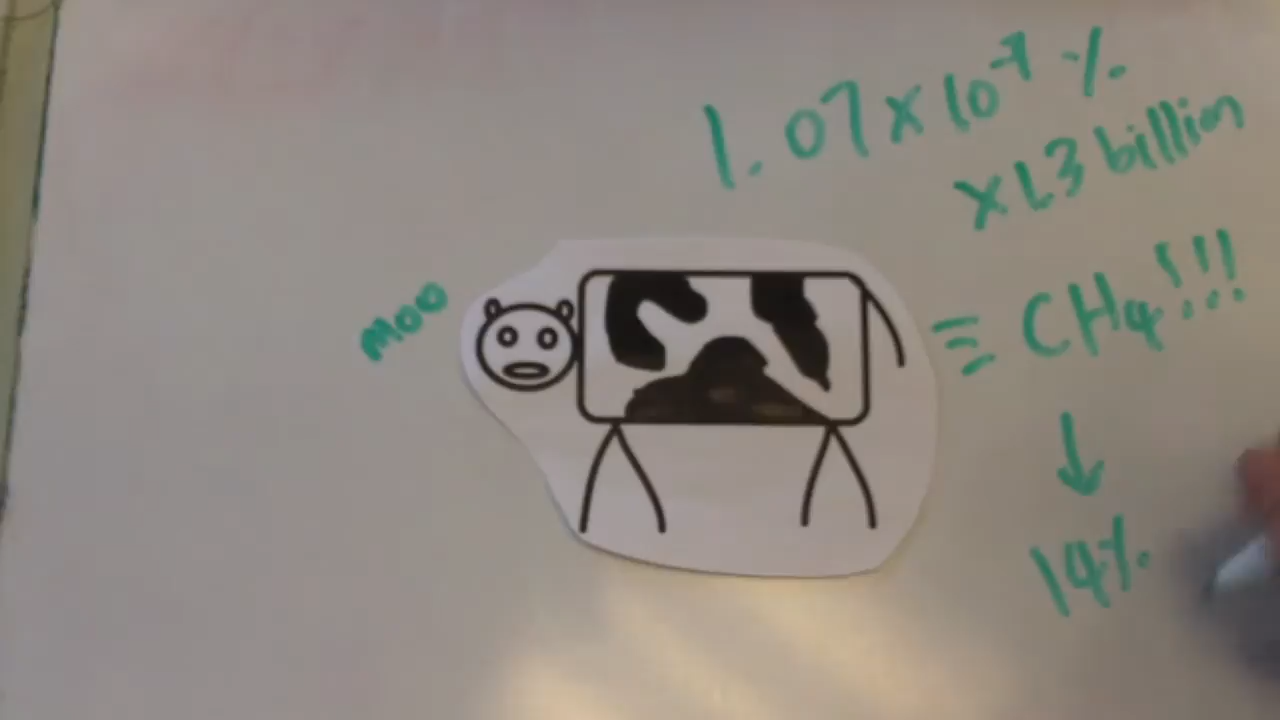 1.07 x 10⁻⁷ %
x 1.3 billion
MOO
= CH₄!!!
↓
14%